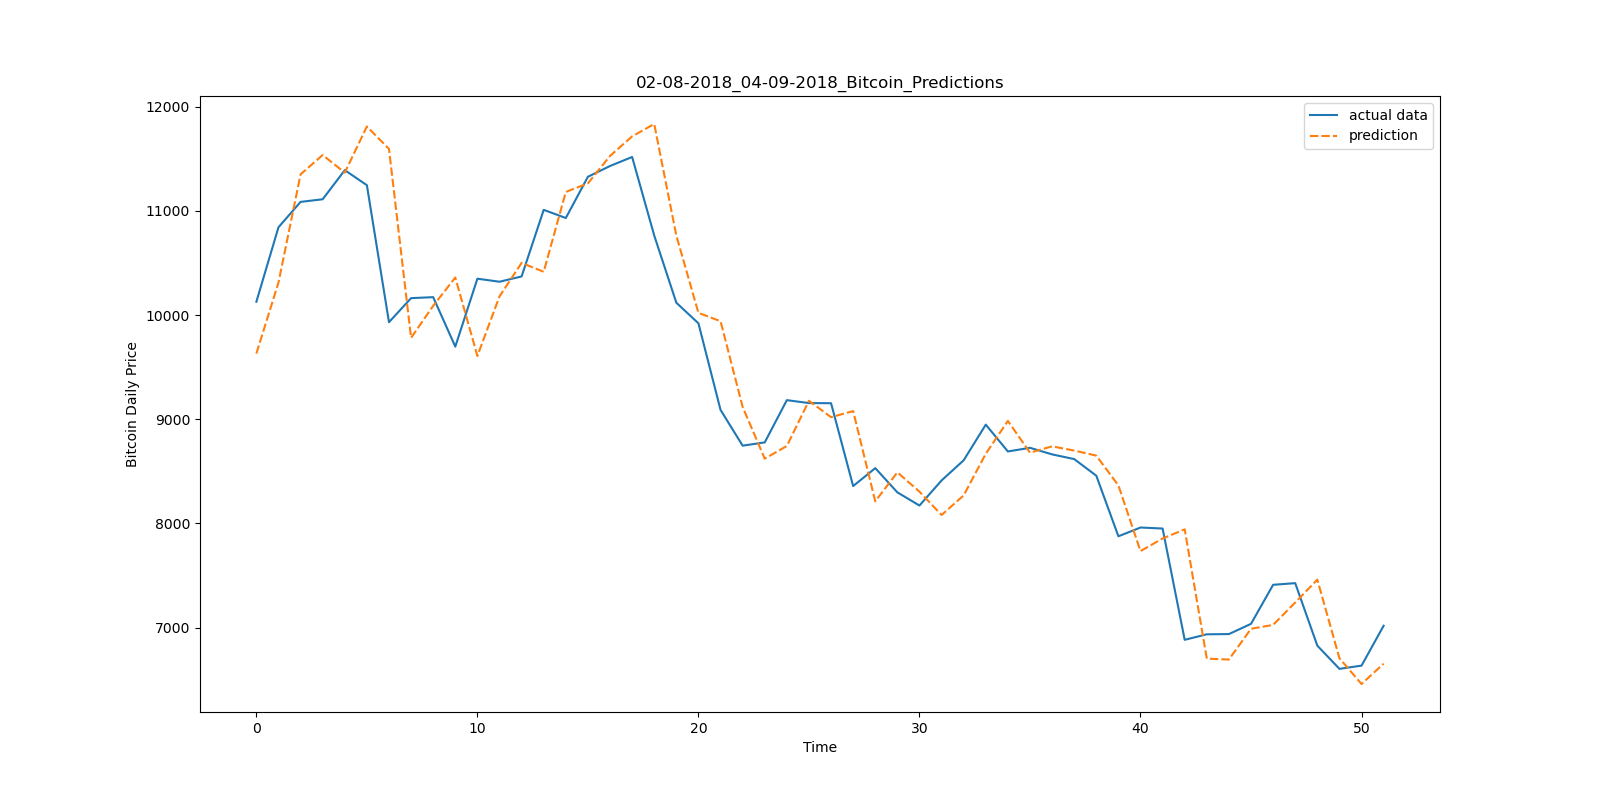 02-08-2018_04-09-2018_Bitcoin_Predictions
actual data
prediction
Bitcoin Daily Price
12000
11000
10000
9000
8000
7000
0 10 20 30 40 50
Time